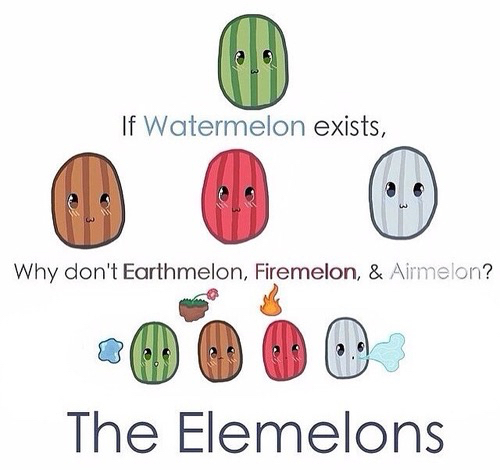 If Watermelon exists,
Why don't Earthmelon, Firemelon, & Airmelon?
The Elemelons